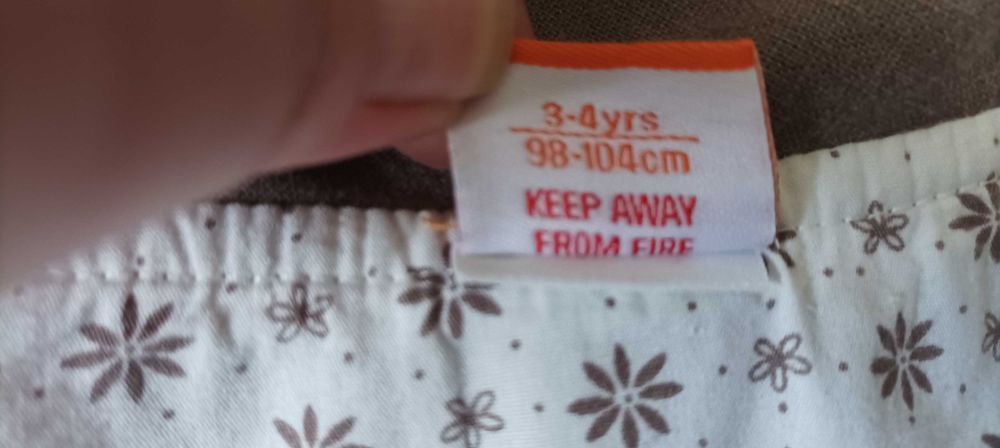 3-4yrs
98-104cm
KEEP AWAY
FROM FIRE